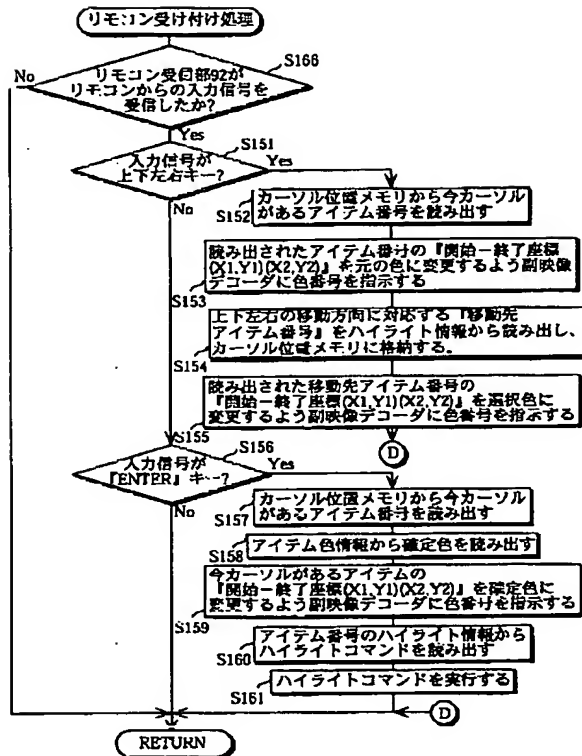 リモコン受け付け処理
S166
No
リモコン受信部92が
リモコンからの入力信号を
受信したか?
Yes
S151
入力信号が
上下左右キー?
Yes
No
S152
カーソル位置メモリから今カーソル
があるアイテム番号を読み出す
読み出されたアイテム番号の『開始ー終了座標
(X1,Y1)(X2,Y2)』を元の色に変更するよう副映像
デコーダに色番号を指示する
S153
上下左右の移動方向に対応する『移動先
アイテム番号』をハイライト情報から読み出し、
カーソル位置メモリに格納する。
S154
読み出された移動先アイテム番号の
『開始ー終了座標(X1,Y1)(X2,Y2)』を選択色に
変更するよう副映像デコーダに色番号を指示する
S155
D
S156
入力信号が
『ENTER』キー?
Yes
No
S157
カーソル位置メモリから今カーソル
があるアイテム番号を読み出す
S158
アイテム色情報から確定色を読み出す
今カーソルがあるアイテムの
『開始ー終了座標(X1,Y1)(X2,Y2)』を確定色に
変更するよう副映像デコーダに色番号を指示する
S159
アイテム番号のハイライト情報から
ハイライトコマンドを読み出す
S160
ハイライトコマンドを実行する
S161
D
RETURN